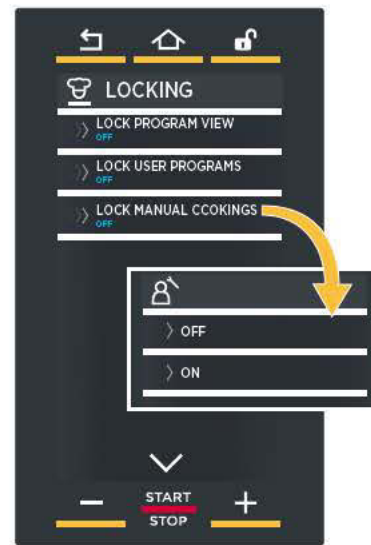 LOCKING
LOCK PROGRAM VIEW
OFF
LOCK USER PROGRAMS
OFF
LOCK MANUAL CCOKINGS
OFF
OFF
ON
START
STOP